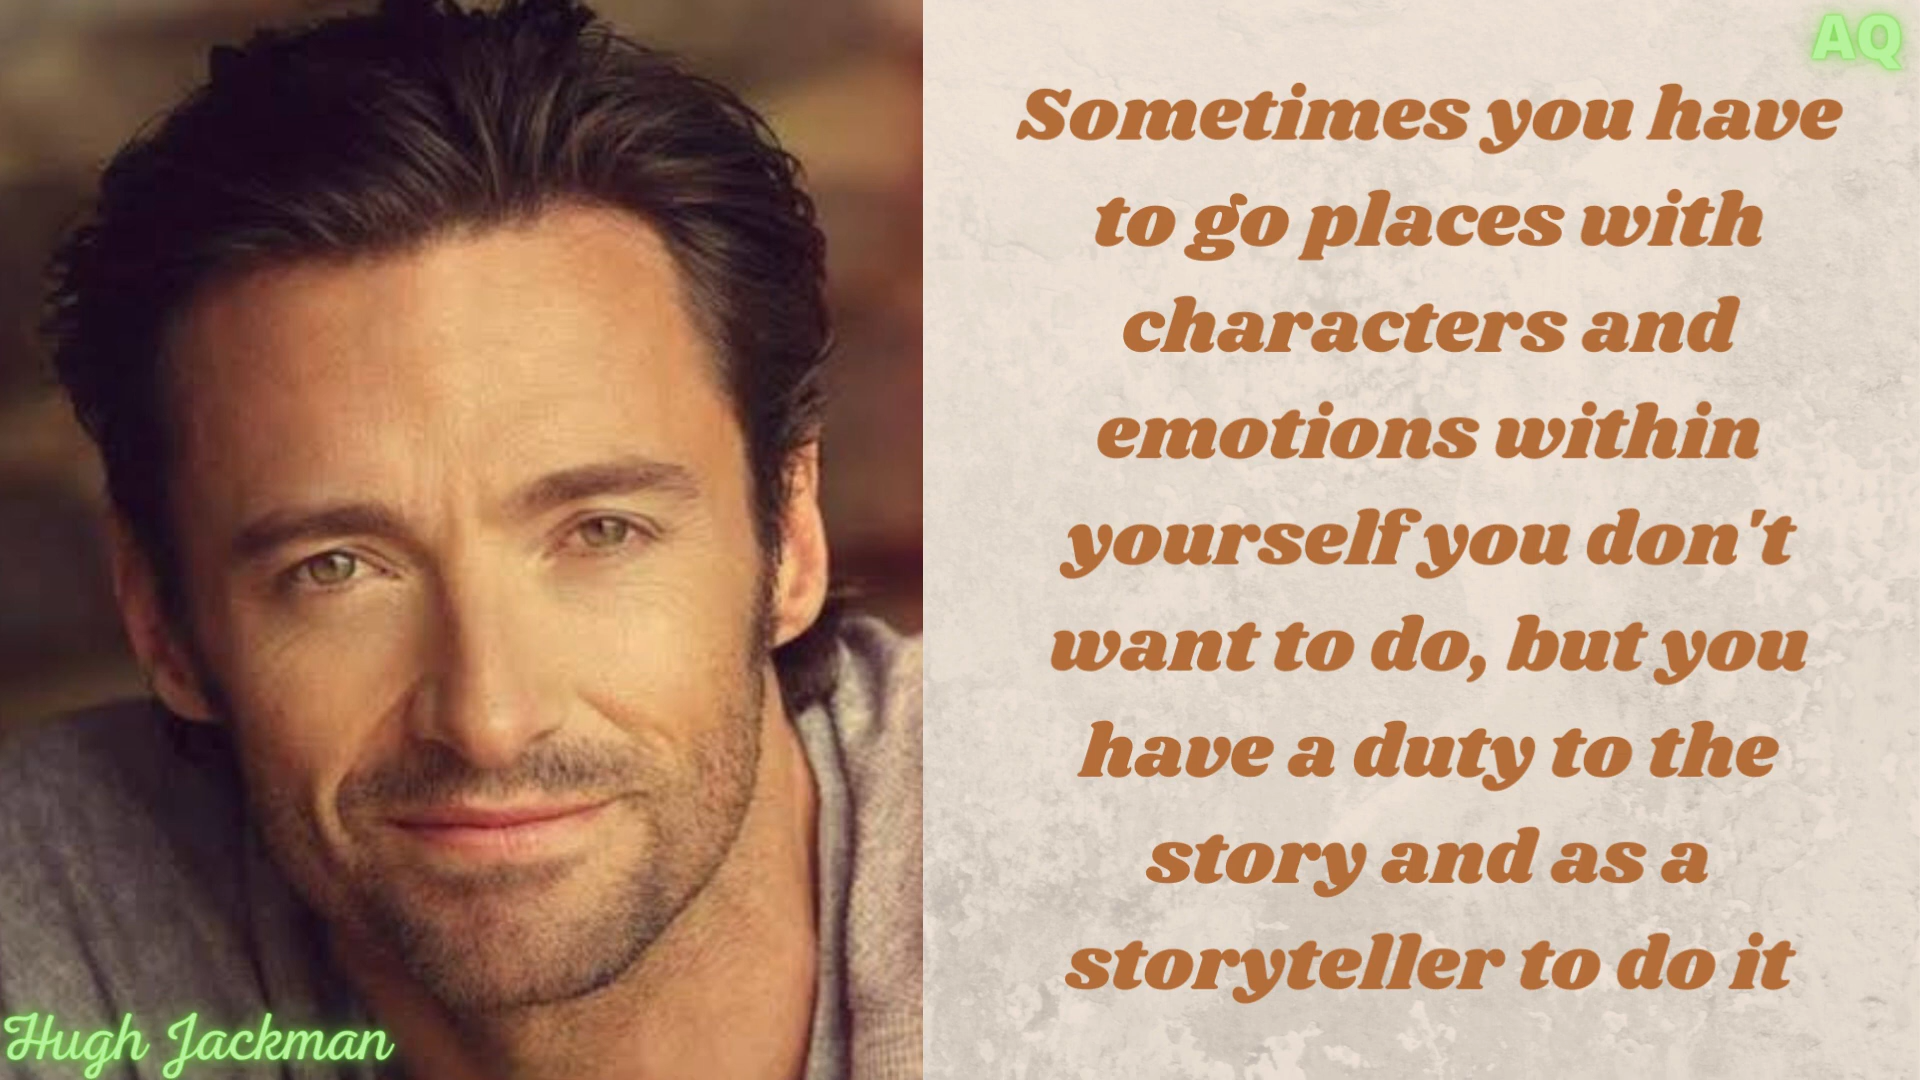 AQ
Sometimes you have
to go places with
characters and
emotions within
yourself you don't
want to do, but you
have a duty to the
story and as a
storyteller to do it
Hugh Jackman